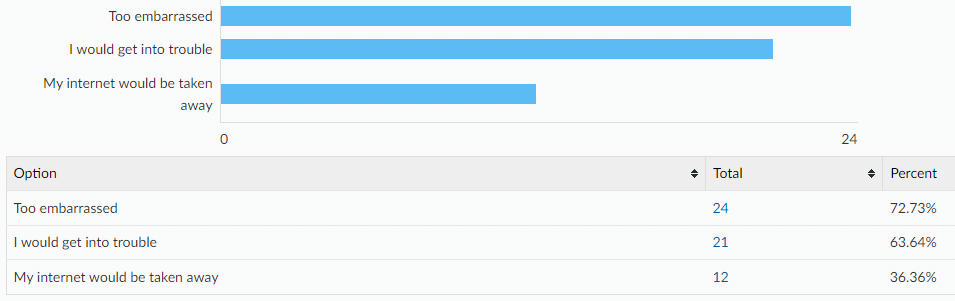 Too embarrassed
I would get into trouble
My internet would be taken
away
0 24
Option Total Percent
Too embarrassed 24 72.73%
I would get into trouble 21 63.64%
My internet would be taken away 12 36.36%